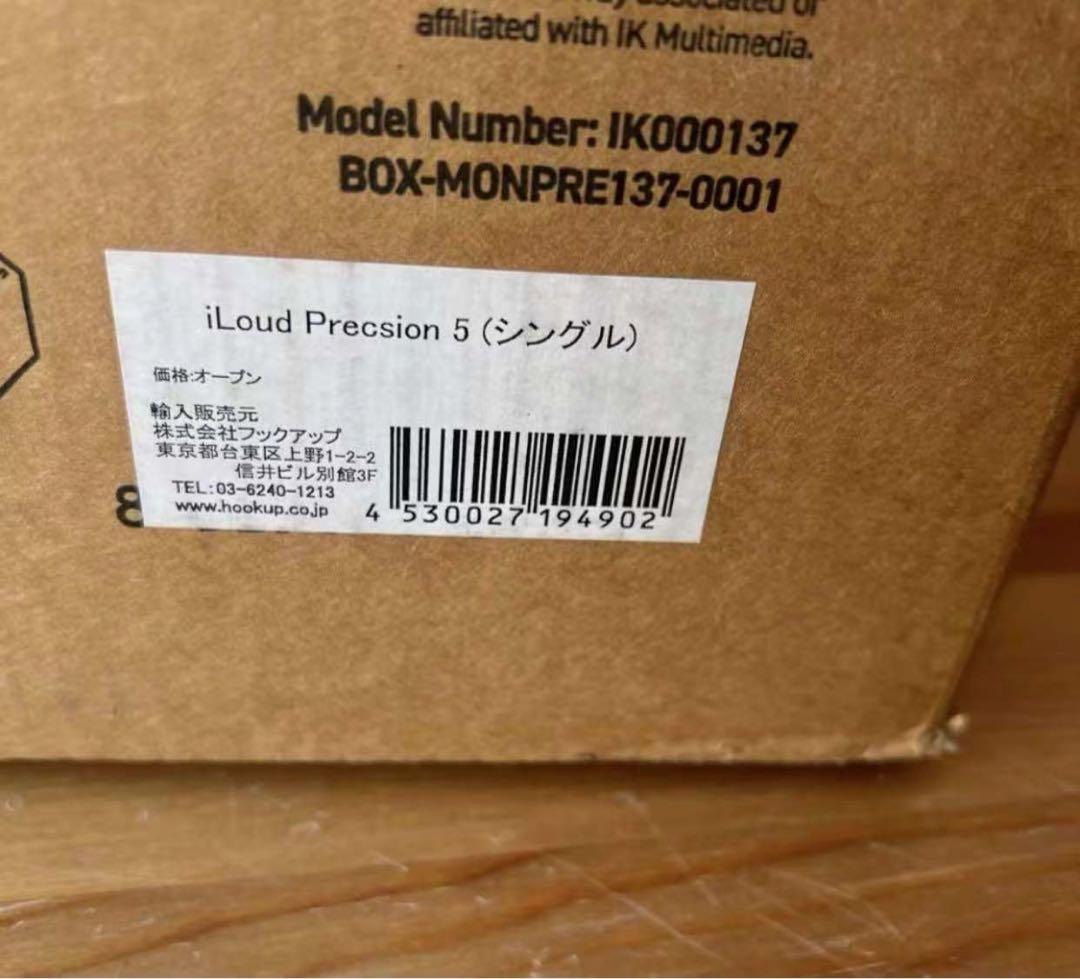 associated or
affiliated with IK Multimedia.
Model Number: IK000137
BOX-MONPRE137-0001
iLoud Precsion 5 (シングル)
価格:オープン
輸入販売元
株式会社フックアップ
東京都台東区上野1-2-2
信井ビル別館3F
TEL:03-6240-1213
www.hookup.co.jp
4 530027 194902
8